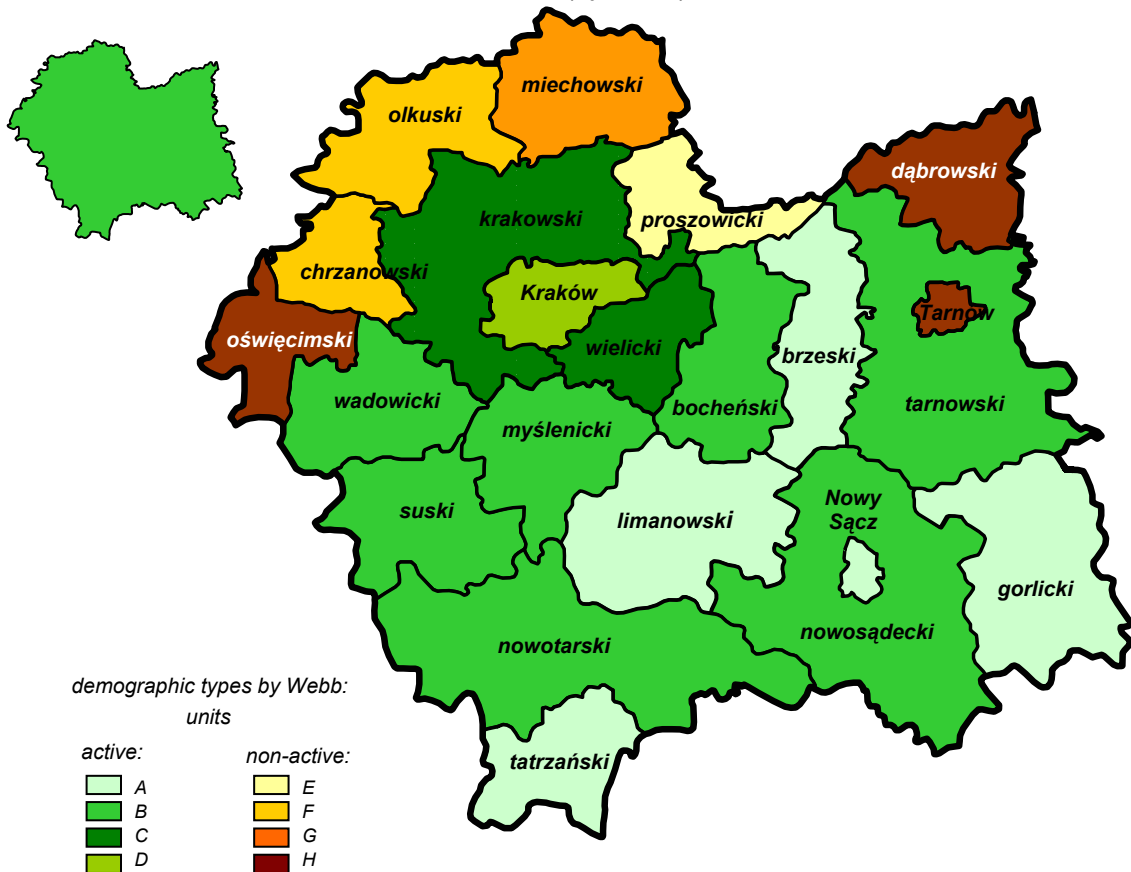 miechowski
olkuski
dąbrowski
krakowski
proszowicki
chrzanowski
Kraków
Tarnów
oświęcimski
wielicki
brzeski
wadowicki
bocheński
tarnowski
myślenicki
suski
limanowski
Nowy
Sącz
gorlicki
nowotarski
nowosądecki
tatrzański
demographic types by Webb:
units
active:
non-active:
A
E
B
F
C
G
D
H